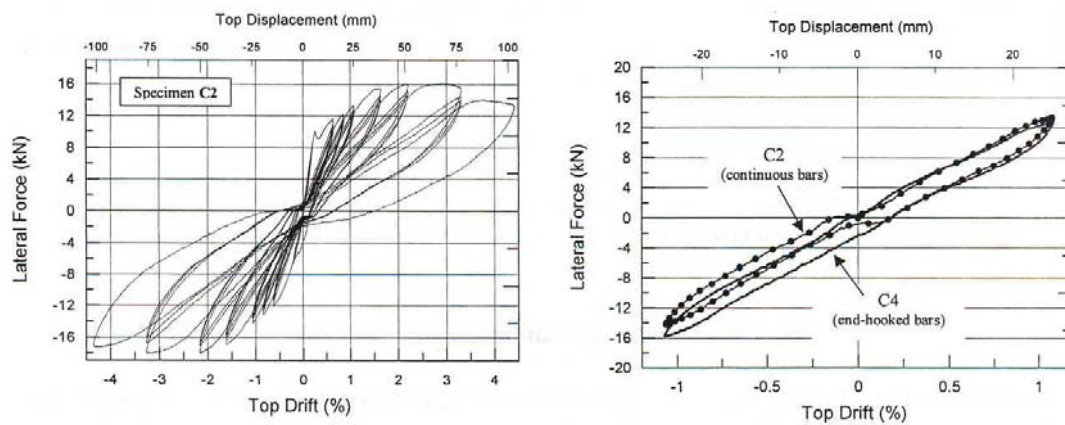 Top Displacement (mm)
-100 -75 -50 -25 0 25 50 75 100
16
12
8
4
0
-4
-8
-12
-16
Lateral Force (kN)
Specimen C2
-4 -3 -2 -1 0 1 2 3 4
Top Drift (%)
Top Displacement (mm)
-20 -10 0 10 20
20
16
12
8
4
0
-4
-8
-12
-16
-20
Lateral Force (kN)
C2
(continuous bars)
C4
(end-hooked bars)
-1 -0.5 0 0.5 1
Top Drift (%)